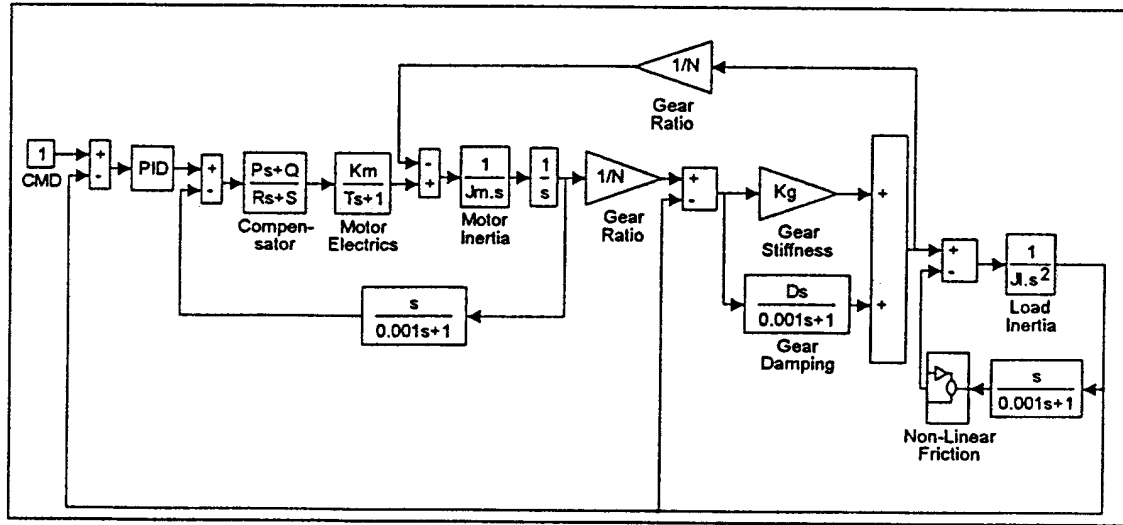 1/N
Gear
Ratio
1
CMD
+
-
PID
+
-
Ps+Q
Rs+S
Compen-
sator
Km
Ts+1
Motor
Electrics
-
+
1
Jm.s
Motor
Inertia
1
s
1/N
Gear
Ratio
+
-
Kg
Gear
Stiffness
+
+
Ds
0.001s+1
Gear
Damping
+
-
1
Jl.s²
Load
Inertia
s
0.001s+1
s
0.001s+1
Non-Linear
Friction